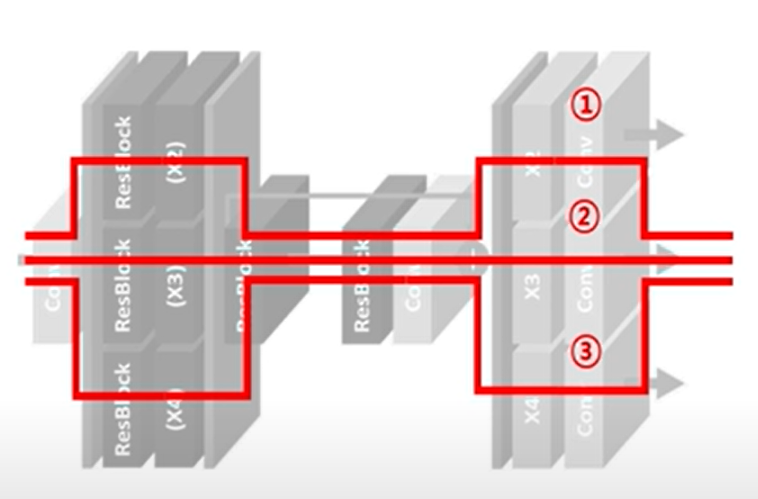 ResBlock
(X2)
ResBlock
(X3)
ResBlock
(X4)
Conv
ResBlock
ResBlock
Conv
+
X2
Conv
X3
Conv
X4
Conv
①
②
③